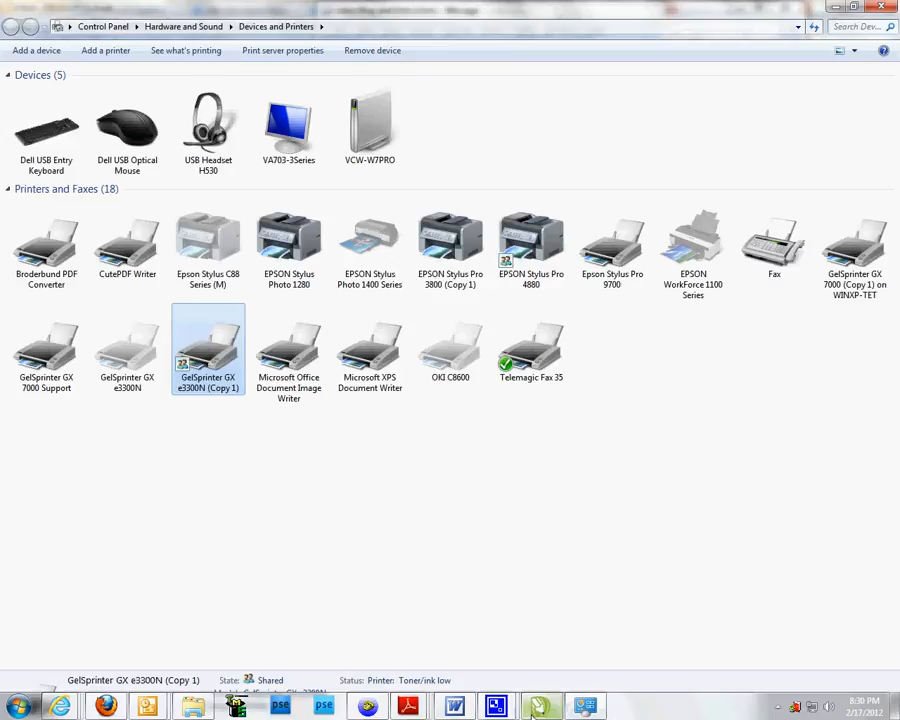 Control Panel Hardware and Sound Devices and Printers
Search Dev...
Add a device Add a printer See what's printing Print server properties Remove device
Devices (5)
Dell USB Entry
Keyboard
Dell USB Optical
Mouse
USB Headset
H530
VA703-3Series
VCW-W7PRO
Printers and Faxes (18)
Broderbund PDF
Converter
CutePDF Writer
Epson Stylus C88
Series (M)
EPSON Stylus
Photo 1280
EPSON Stylus
Photo 1400 Series
EPSON Stylus Pro
3800 (Copy 1)
EPSON Stylus Pro
4880
Epson Stylus Pro
9700
EPSON
WorkForce 1100
Series
Fax
GelSprinter GX
7000 (Copy 1) on
WINXP-TET
GelSprinter GX
7000 Support
GelSprinter GX
e3300N
GelSprinter GX
e3300N (Copy 1)
Microsoft Office
Document Image
Writer
Microsoft XPS
Document Writer
OKI C8600
Telemagic Fax 35
GelSprinter GX e3300N (Copy 1) State: Shared Status: Printer: Toner/ink low
pse pse
8:30 PM
2/17/2012